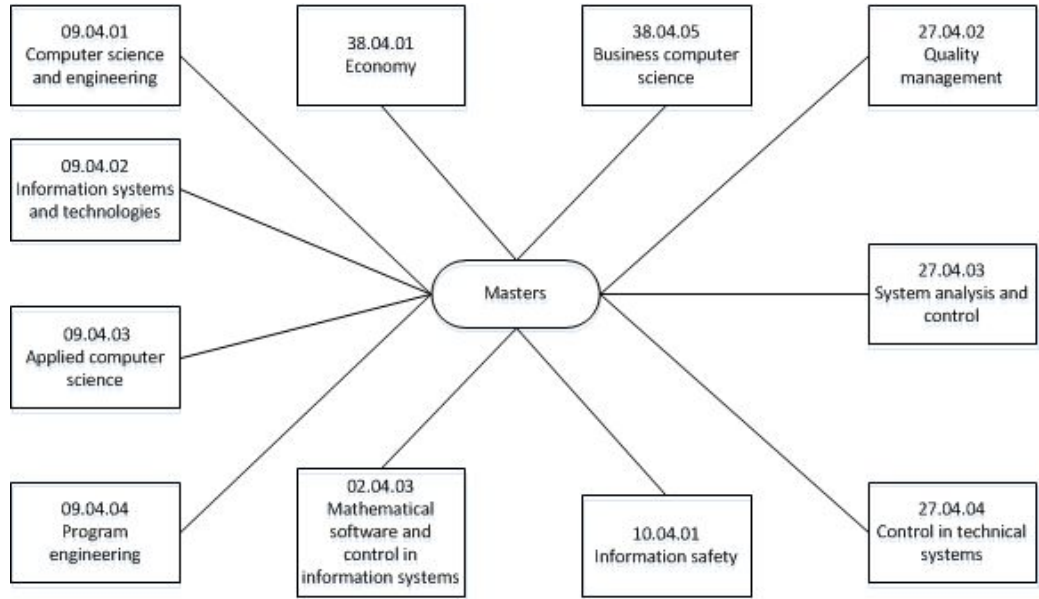 09.04.01
Computer science
and engineering
38.04.01
Economy
38.04.05
Business computer
science
27.04.02
Quality
management
09.04.02
Information systems
and technologies
Masters
27.04.03
System analysis and
control
09.04.03
Applied computer
science
09.04.04
Program
engineering
02.04.03
Mathematical
software and
control in
information systems
10.04.01
Information safety
27.04.04
Control in technical
systems